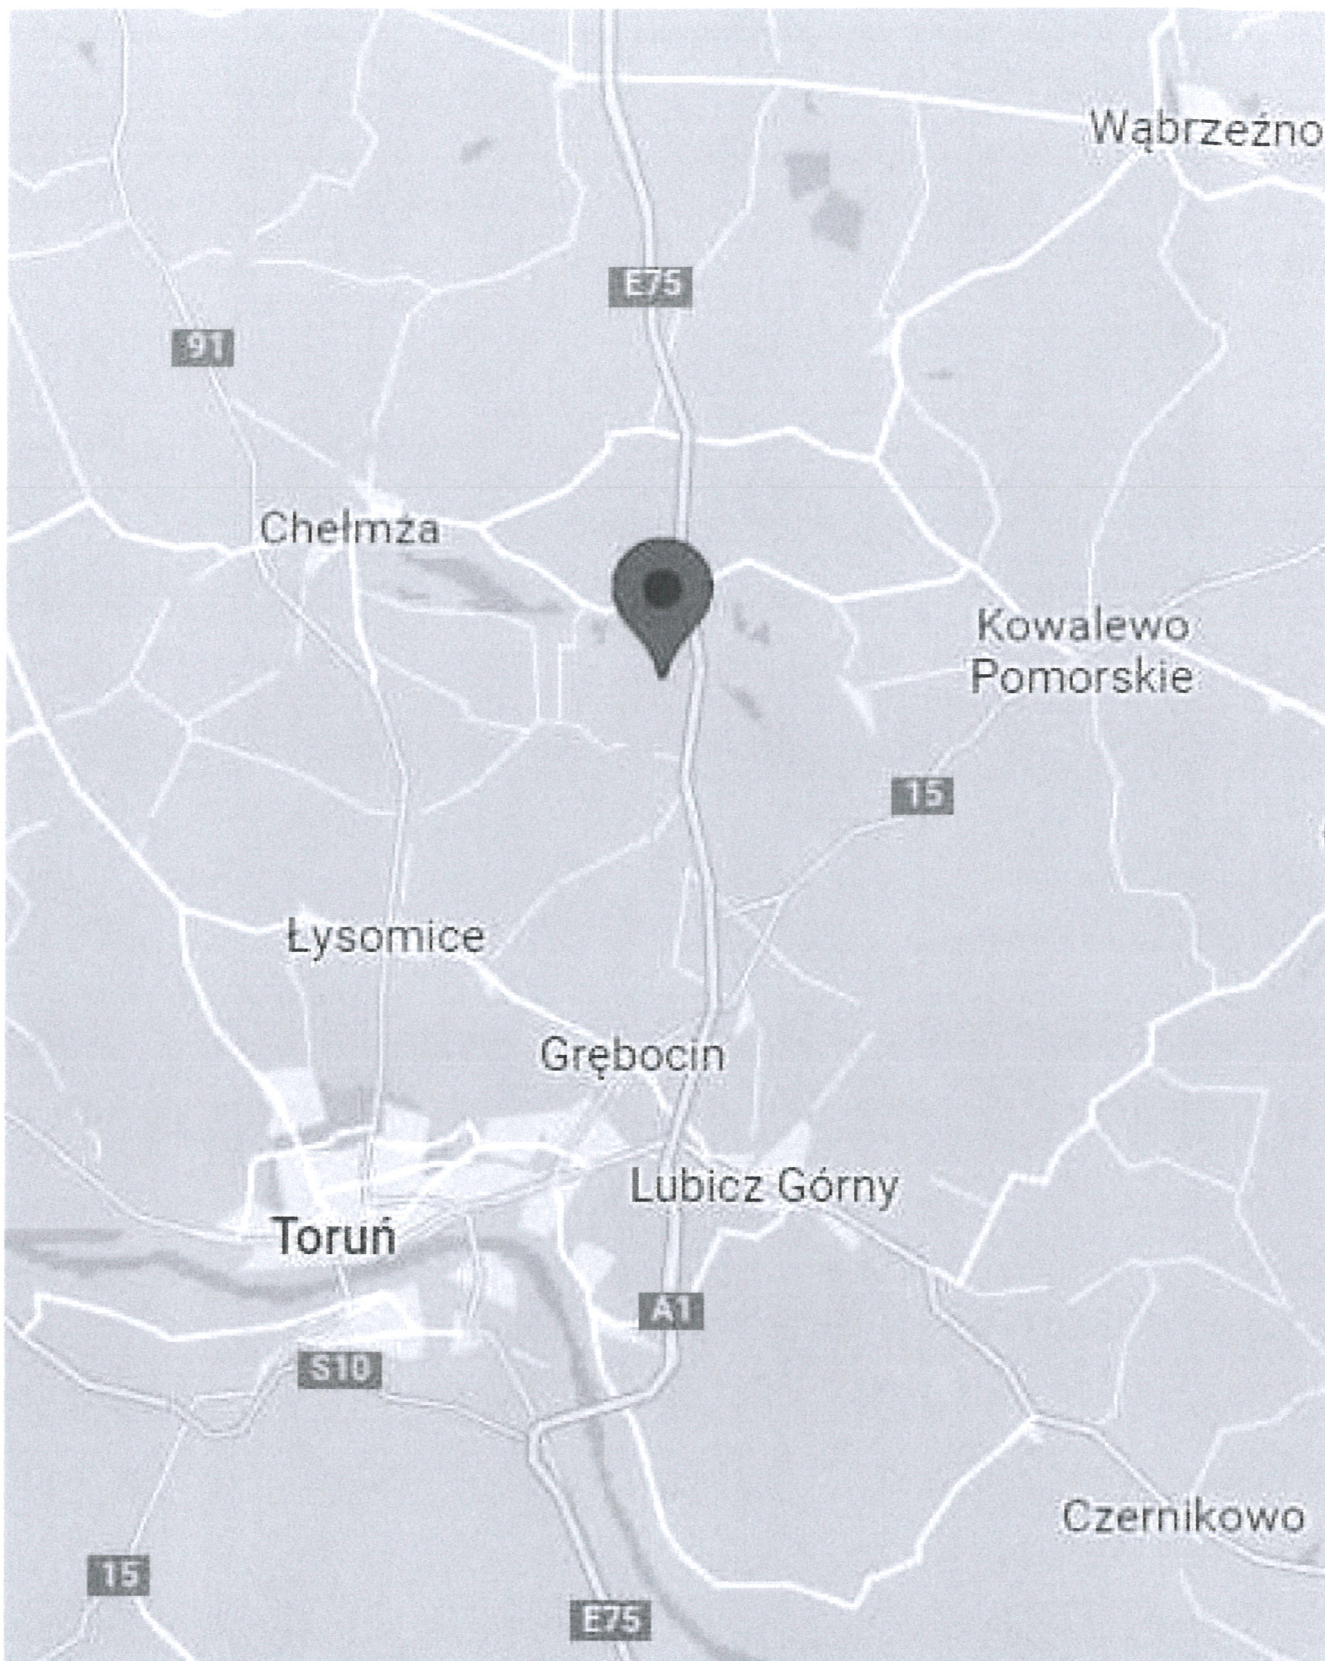 Wąbrzeźno
E75
91
Chełmża
Kowalewo
Pomorskie
15
Łysomice
Grębocin
Lubicz Górny
Toruń
A1
S10
Czernikowo
15
E75